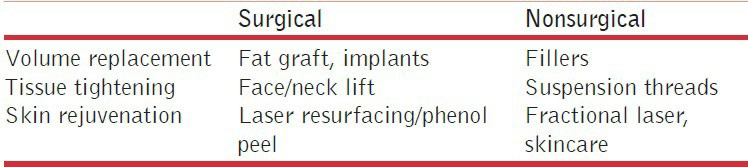 Surgical Nonsurgical
Volume replacement Fat graft, implants Fillers
Tissue tightening Face/neck lift Suspension threads
Skin rejuvenation Laser resurfacing/phenol Fractional laser,
peel skincare